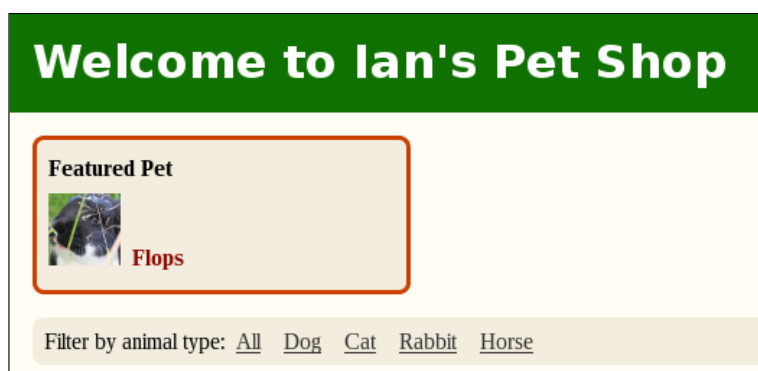 Welcome to Ian's Pet Shop
Featured Pet
Flops
Filter by animal type: All Dog Cat Rabbit Horse